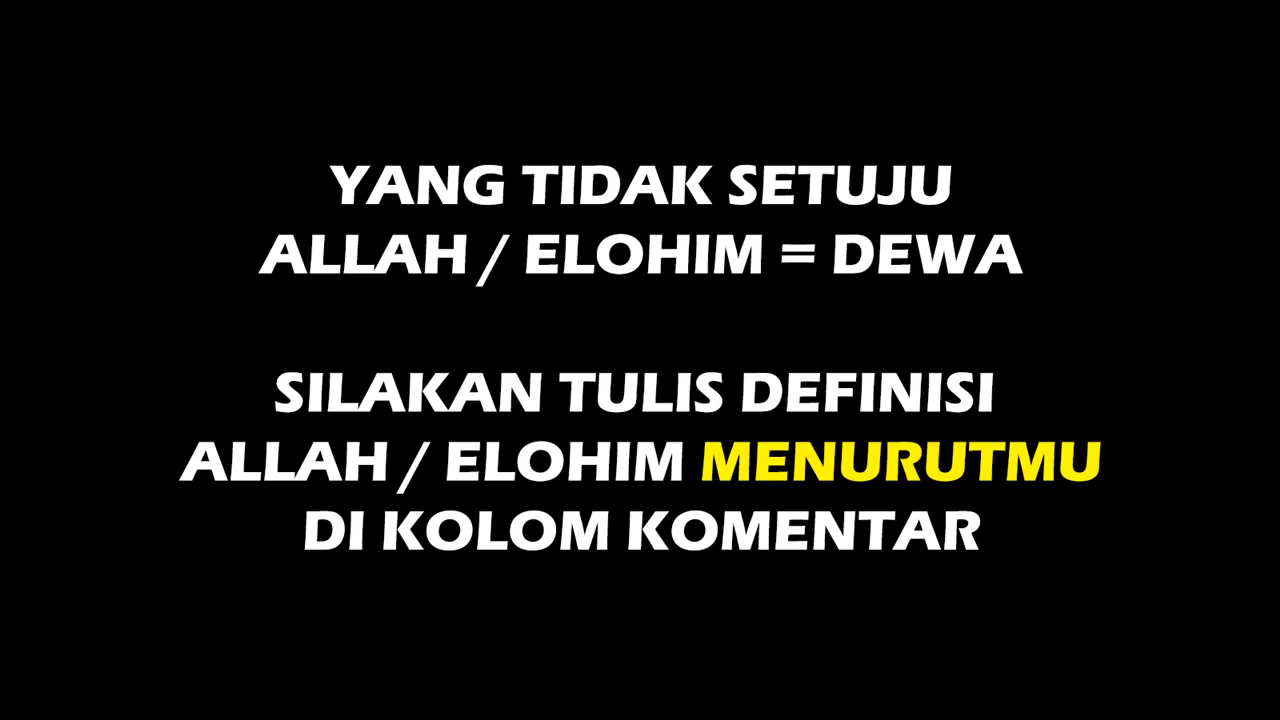 YANG TIDAK SETUJU
ALLAH / ELOHIM = DEWA
SILAKAN TULIS DEFINISI
ALLAH / ELOHIM MENURUTMU
DI KOLOM KOMENTAR